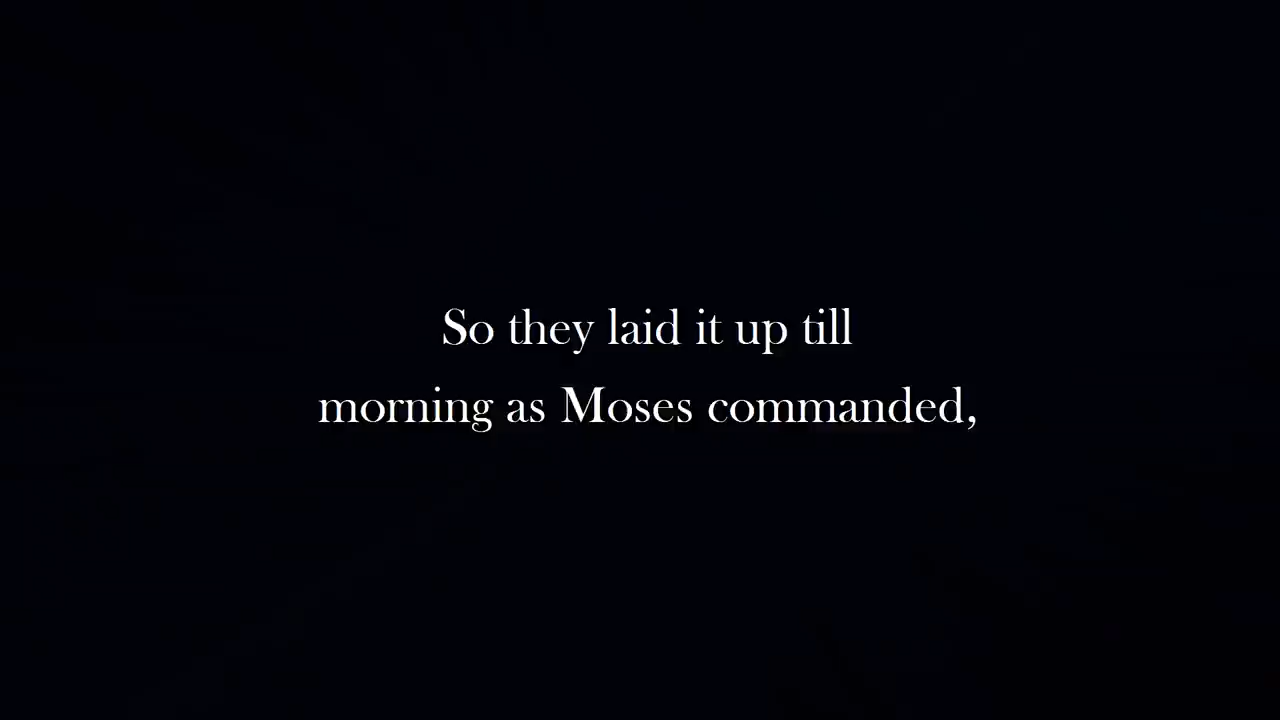 So they laid it up till
morning as Moses commanded,